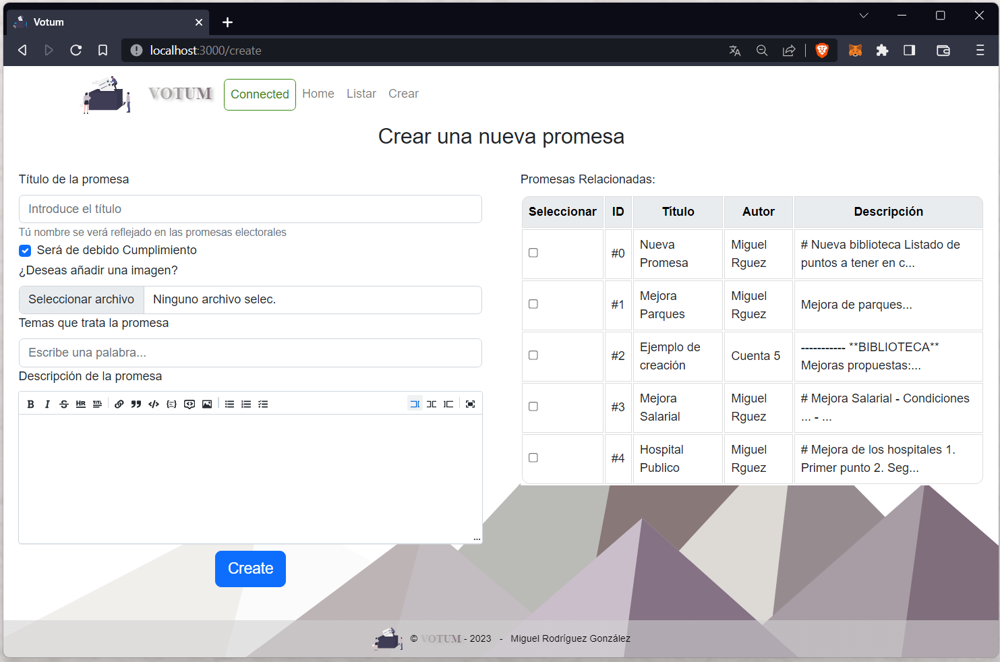 Votum
localhost:3000/create
VOTUM Connected Home Listar Crear
Crear una nueva promesa
Título de la promesa
Introduce el título
Tú nombre se verá reflejado en las promesas electorales
Será de debido Cumplimiento
¿Deseas añadir una imagen?
Seleccionar archivo Ninguno archivo selec.
Temas que trata la promesa
Escribe una palabra...
Descripción de la promesa
B I S HR TITL
Create
Promesas Relacionadas:
Seleccionar ID Título Autor Descripción
#0 Nueva Promesa Miguel Rguez # Nueva biblioteca Listado de puntos a tener en c...
#1 Mejora Parques Miguel Rguez Mejora de parques...
#2 Ejemplo de creación Cuenta 5 ----------- **BIBLIOTECA** Mejoras propuestas:...
#3 Mejora Salarial Miguel Rguez # Mejora Salarial - Condiciones ... - ...
#4 Hospital Publico Miguel Rguez # Mejora de los hospitales 1. Primer punto 2. Seg...
© VOTUM - 2023 - Miguel Rodríguez González